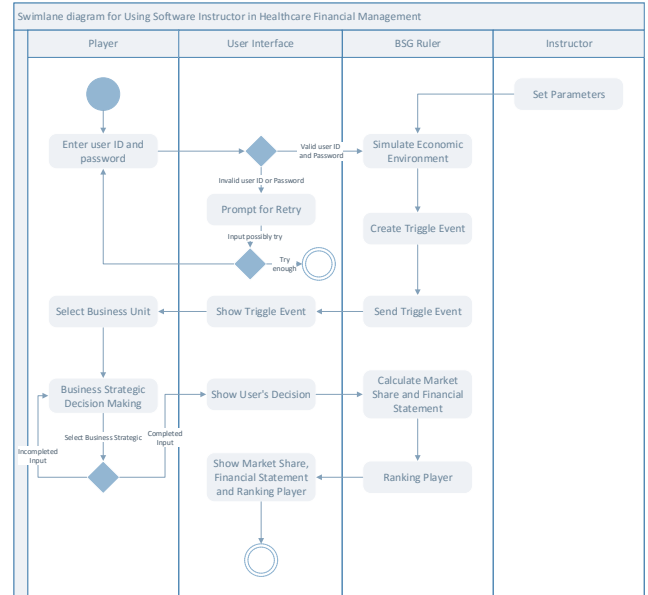 Swimlane diagram for Using Software Instructor in Healthcare Financial Management
Player
User Interface
BSG Ruler
Instructor
Set Parameters
Enter user ID and
password
Valid user ID
and Password
Simulate Economic
Environment
Invalid user ID or Password
Prompt for Retry
Input possibly try
Try
enough
Create Triggle Event
Select Business Unit
Show Triggle Event
Send Triggle Event
Business Strategic
Decision Making
Show User's Decision
Calculate Market
Share and Financial
Statement
Select Business Strategic
Completed
Input
Incompleted
Input
Show Market Share,
Financial Statement
and Ranking Player
Ranking Player